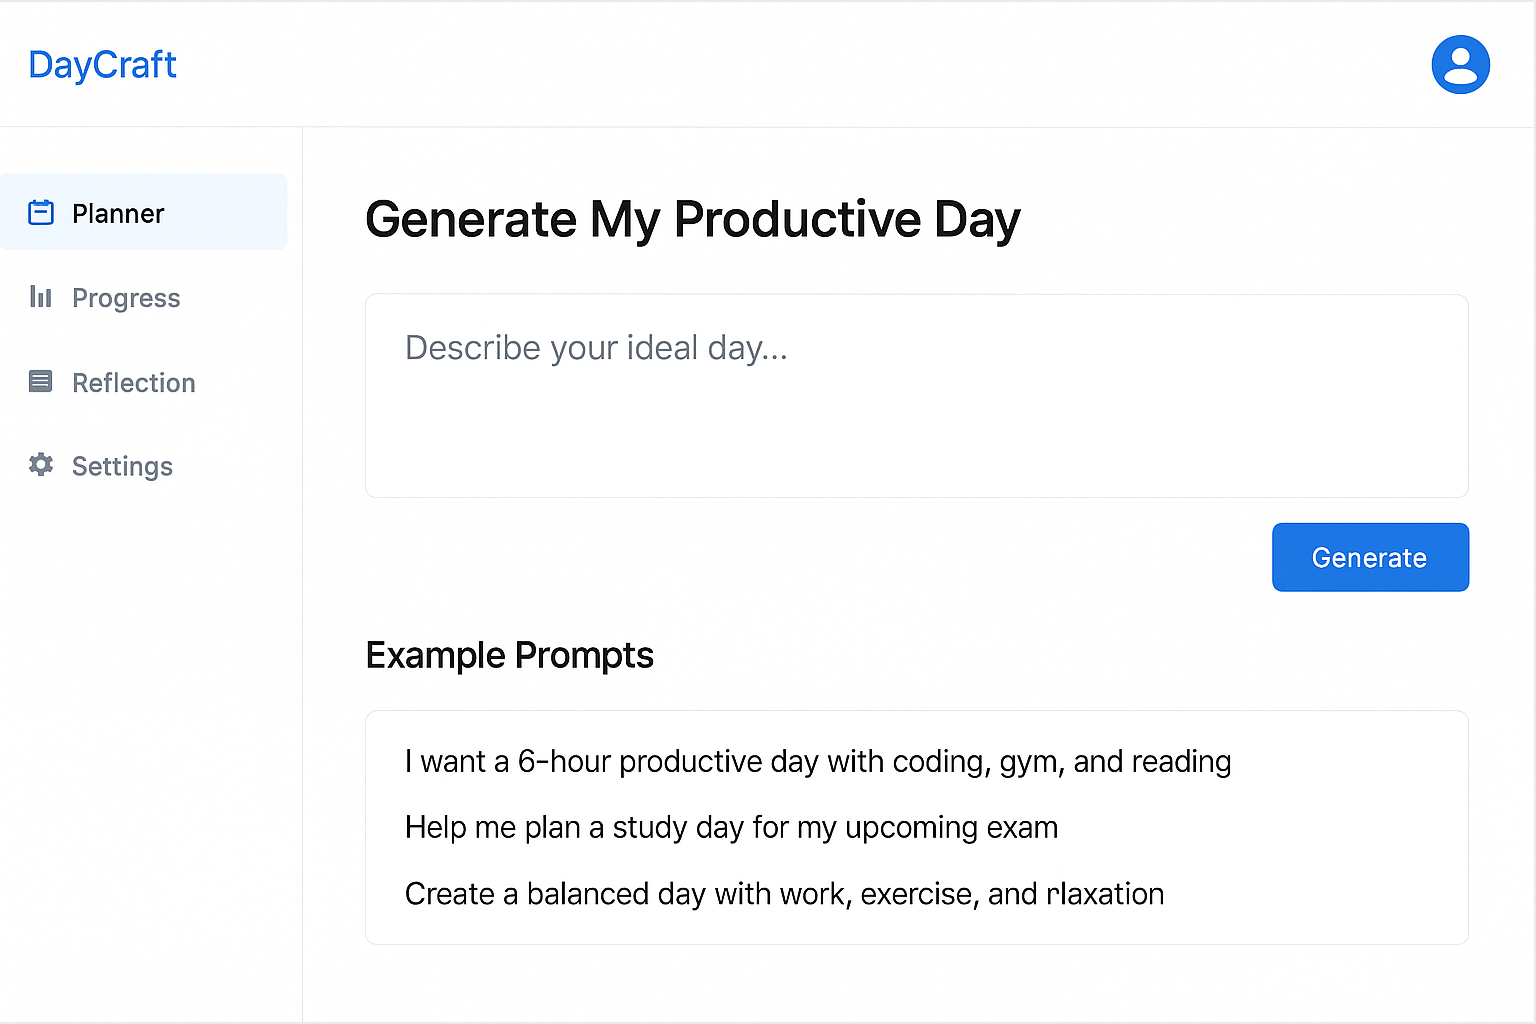 DayCraft
Planner
Progress
Reflection
Settings
Generate My Productive Day
Describe your ideal day...
Generate
Example Prompts
I want a 6-hour productive day with coding, gym, and reading
Help me plan a study day for my upcoming exam
Create a balanced day with work, exercise, and rlaxation